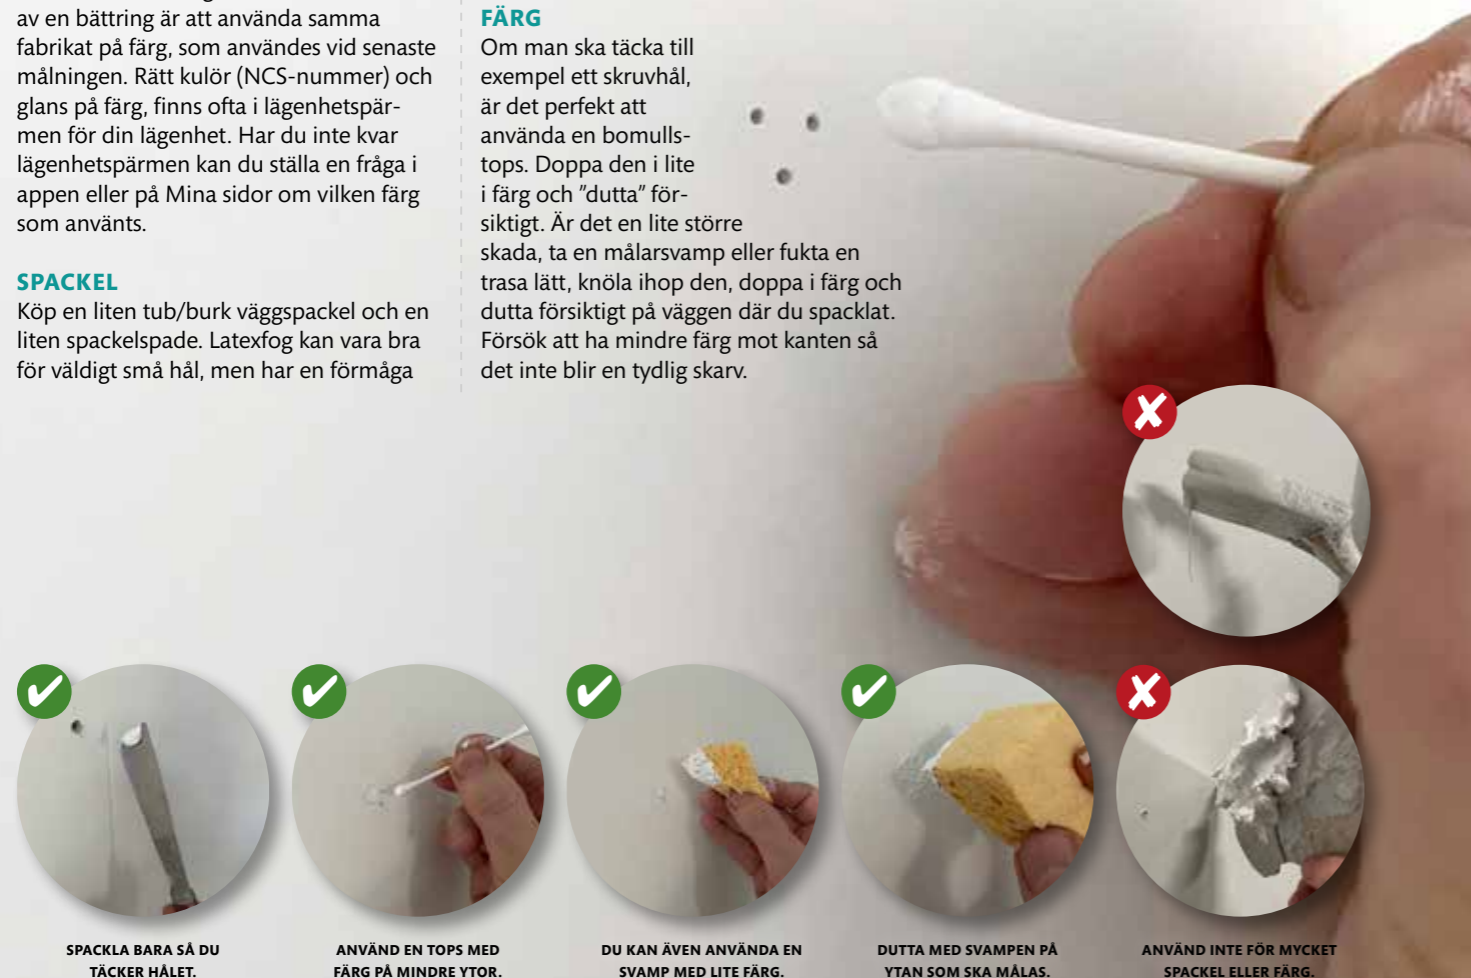 av en bättring är att använda samma
fabrikat på färg, som användes vid senaste
målningen. Rätt kulör (NCS-nummer) och
glans på färg, finns ofta i lägenhetspär-
men för din lägenhet. Har du inte kvar
lägenhetspärmen kan du ställa en fråga i
appen eller på Mina sidor om vilken färg
som använts.
SPACKEL
Köp en liten tub/burk väggspackel och en
liten spackelspade. Latexfog kan vara bra
för väldigt små hål, men har en förmåga
FÄRG
Om man ska täcka till
exempel ett skruvhål,
är det perfekt att
använda en bomulls-
tops. Doppa den i lite
i färg och ”dutta” för-
siktigt. Är det en lite större
skada, ta en målarsvamp eller fukta en
trasa lätt, knöla ihop den, doppa i färg och
dutta försiktigt på väggen där du spacklat.
Försök att ha mindre färg mot kanten så
det inte blir en tydlig skarv.
SPACKLA BARA SÅ DU
TÄCKER HÅLET.
ANVÄND EN TOPS MED
FÄRG PÅ MINDRE YTOR.
DU KAN ÄVEN ANVÄNDA EN
SVAMP MED LITE FÄRG.
DUTTA MED SVAMPEN PÅ
YTAN SOM SKA MÅLAS.
ANVÄND INTE FÖR MYCKET
SPACKEL ELLER FÄRG.